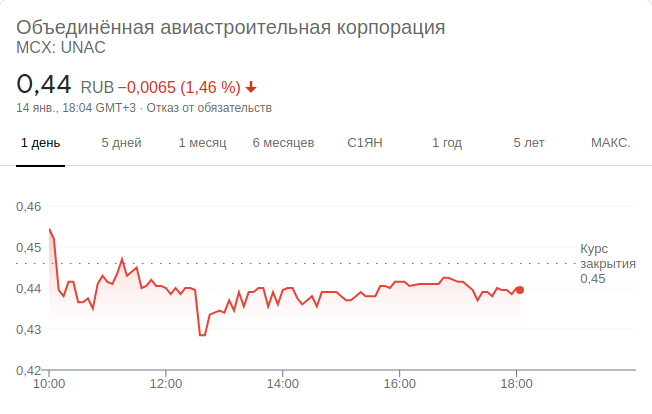 Объединённая авиастроительная корпорация
MCX: UNAC
0,44 RUB −0,0065 (1,46 %)
14 янв., 18:04 GMT+3 · Отказ от обязательств
1 день 5 дней 1 месяц 6 месяцев С1ЯН 1 год 5 лет МАКС.
0,46
0,45
0,44
0,43
0,42
Курс
закрытия
0,45
10:00 12:00 14:00 16:00 18:00